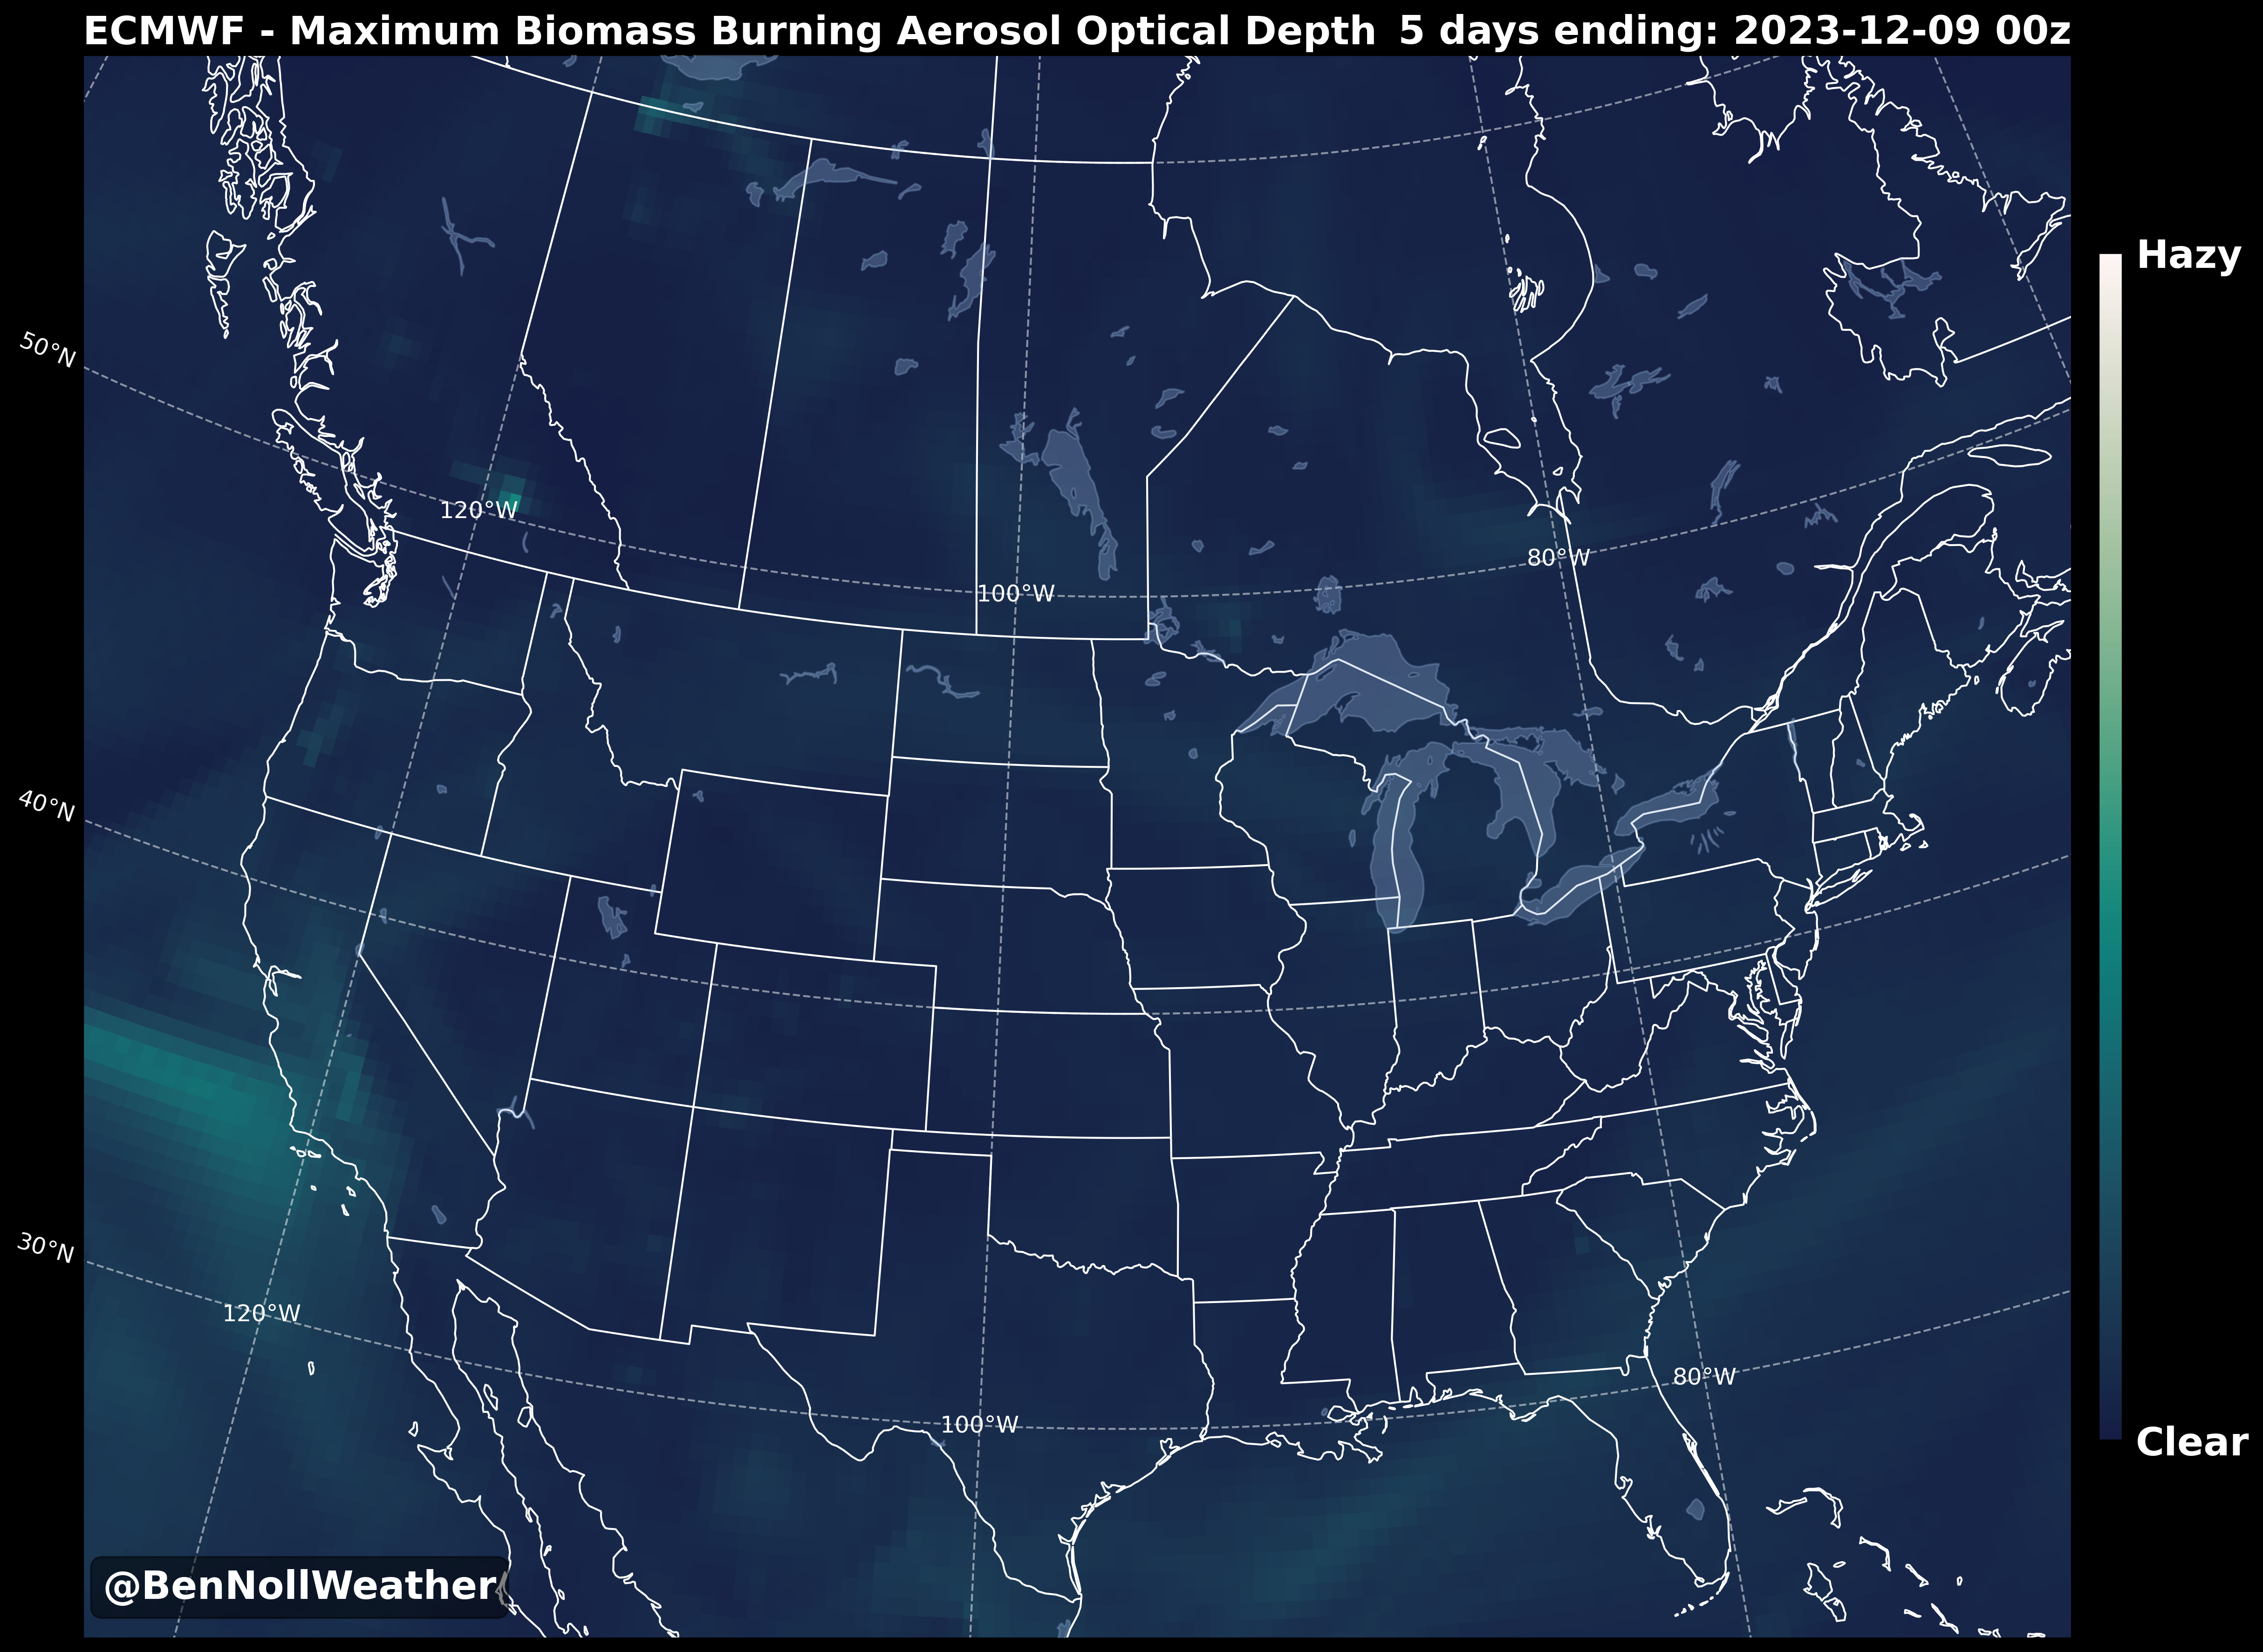 ECMWF - Maximum Biomass Burning Aerosol Optical Depth 5 days ending: 2023-12-09 00z
Hazy
50°N
120°W
80°W
100°W
40°N
30°N
120°W
80°W
100°W
Clear
@BenNollWeather